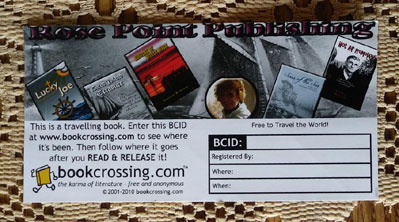 Rose Point Publishing
Lucky Joe
This is a travelling book. Enter this BCID
at www.bookcrossing.com to see where
it's been. Then follow where it goes
after you READ & RELEASE it!
bookcrossing.com™
the karma of literature · free and anonymous
© 2001-2010 bookcrossing.com
Free to Travel the World!
BCID:
Registered By:
Where:
When: